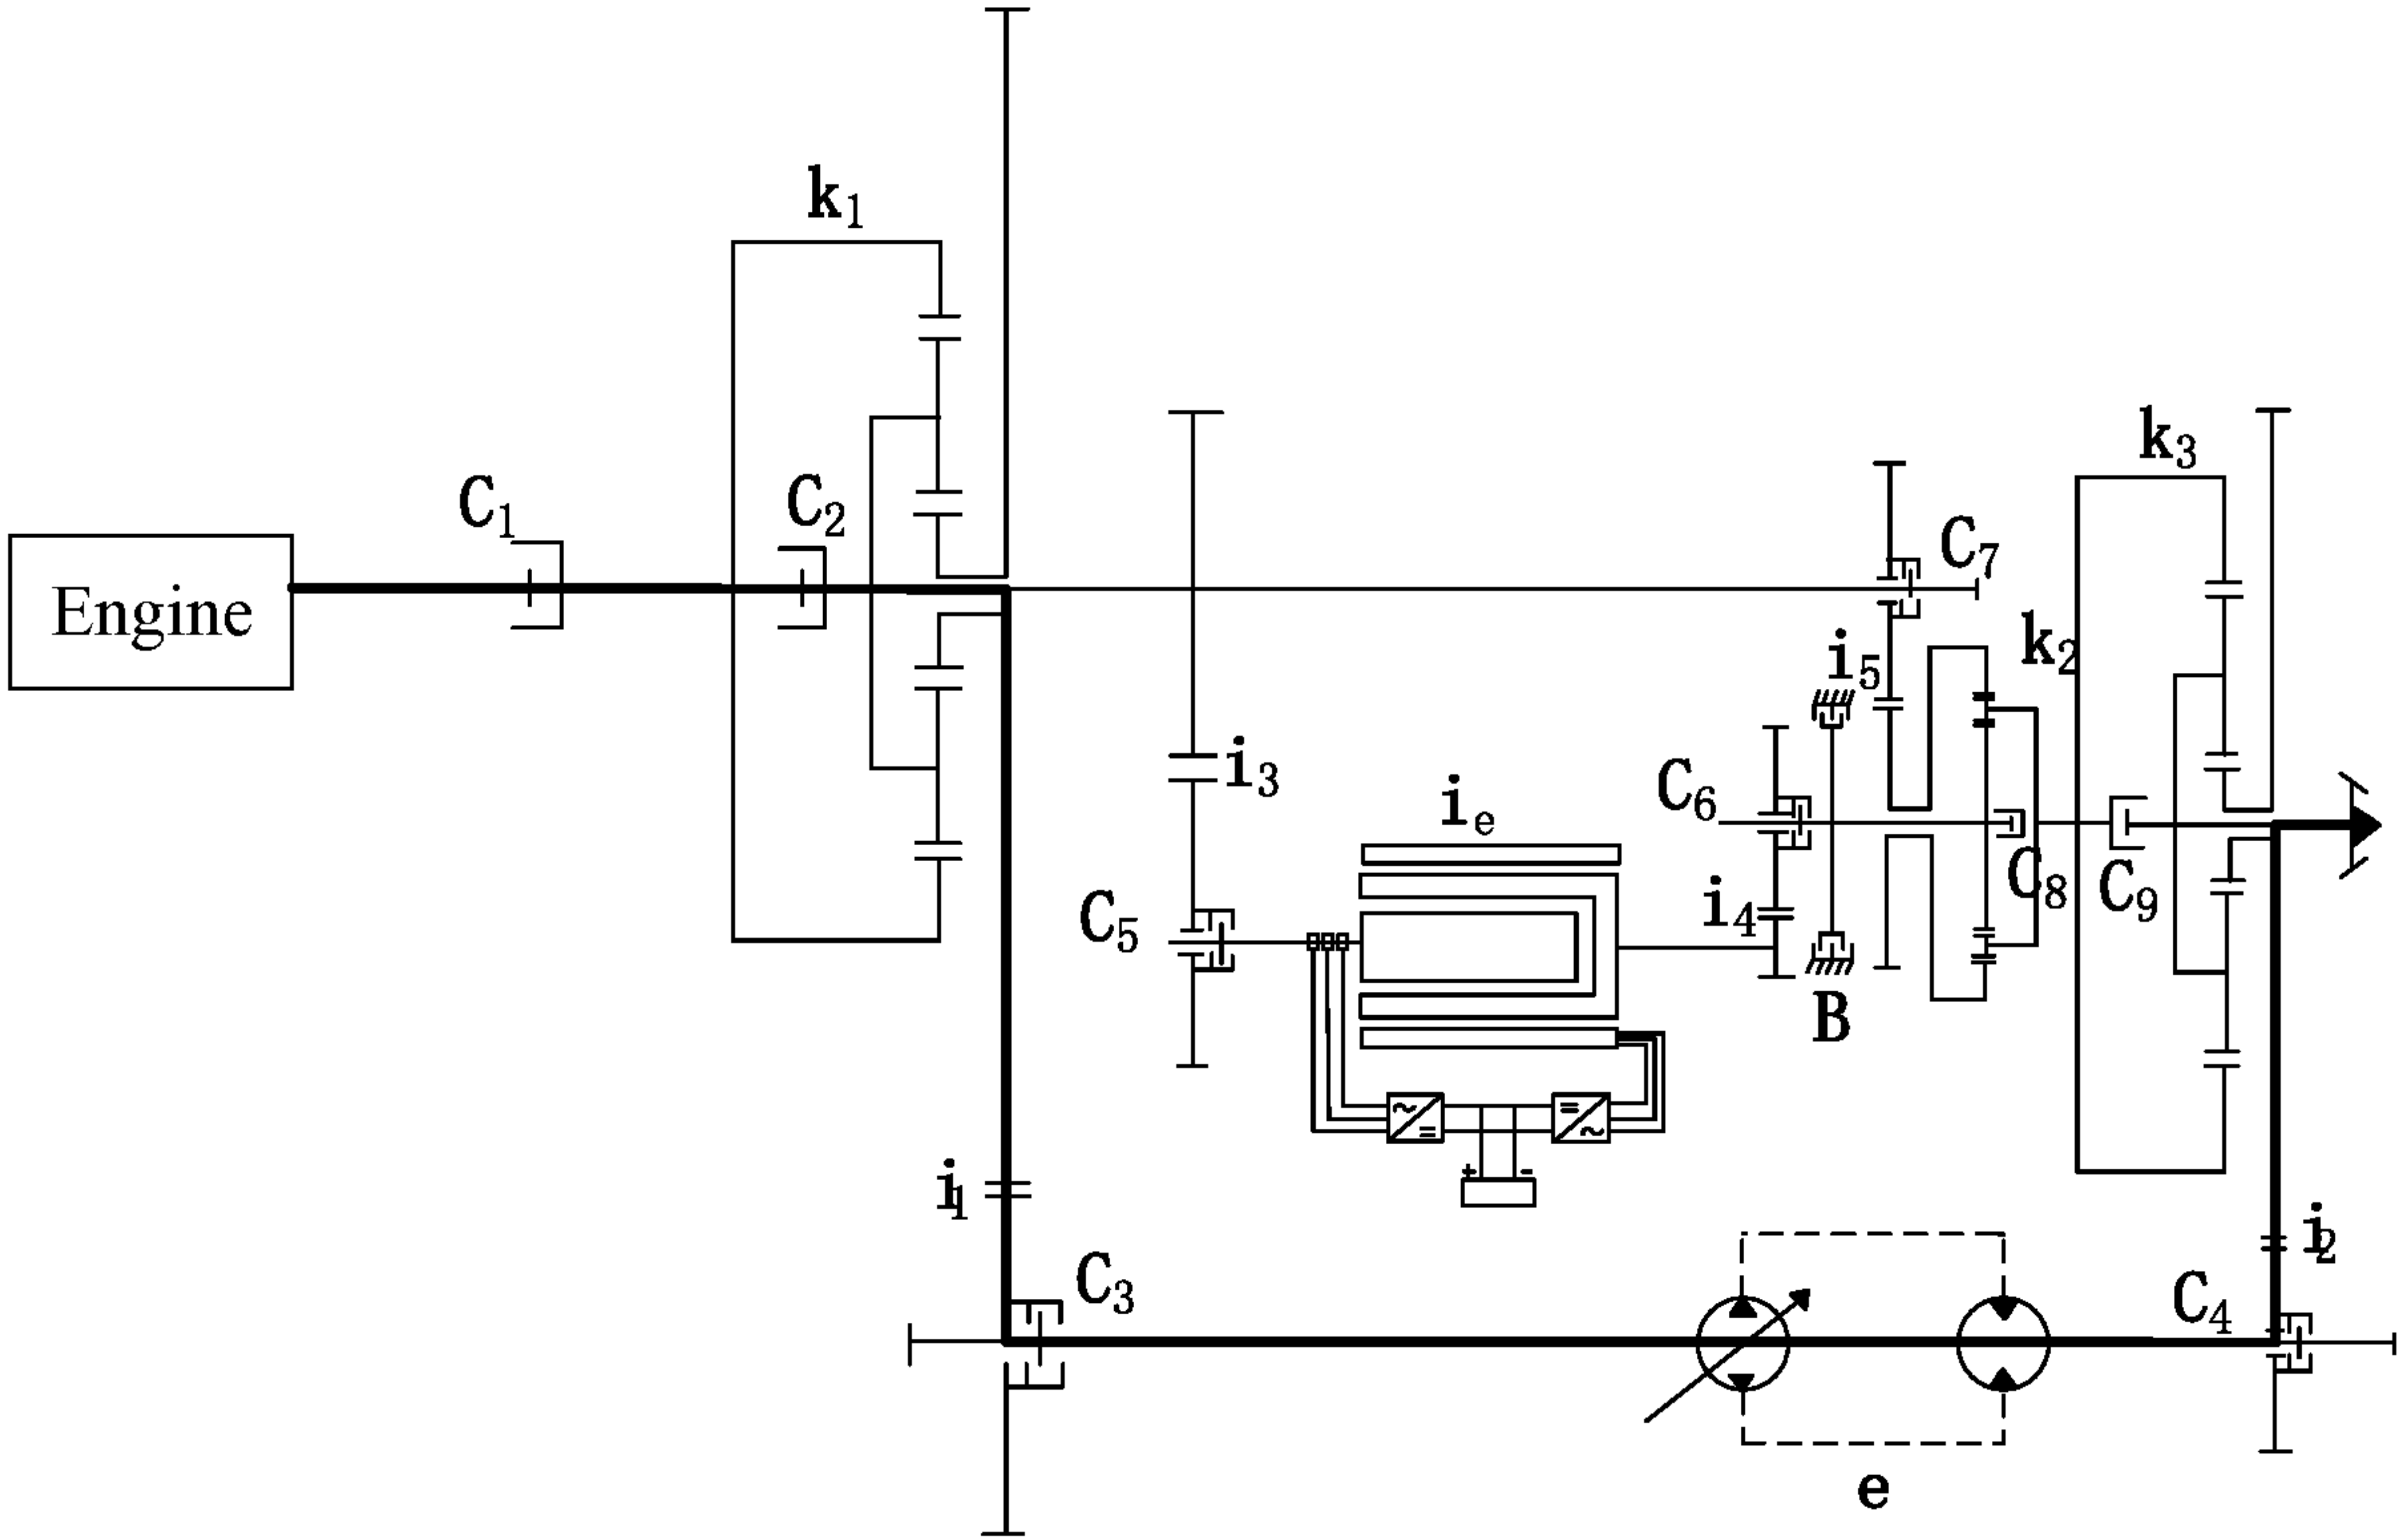 k1
C1
C2
Engine
C7
k3
i5
k2
i3
C6
ie
C5
i4
C8
C9
B
+ -
i1
C3
i2
C4
e